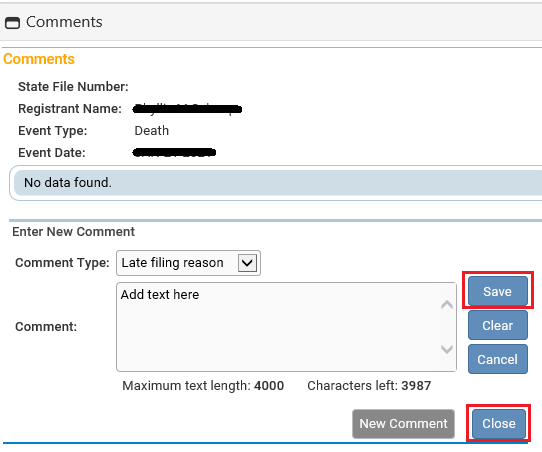 Comments
Comments
State File Number:
Registrant Name:
Event Type: Death
Event Date:
No data found.
Enter New Comment
Comment Type: Late filing reason
Add text here
Save
Comment:
Clear
Cancel
Maximum text length: 4000 Characters left: 3987
New Comment Close